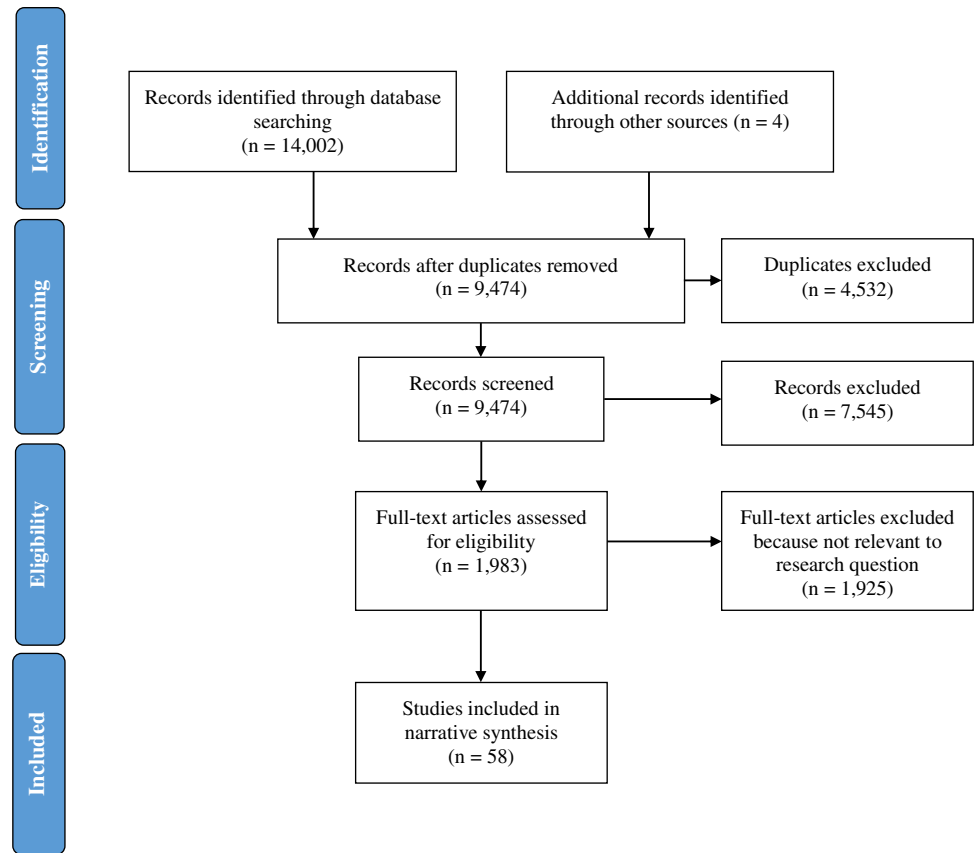 Identification
Records identified through database
searching
(n = 14,002)
Additional records identified
through other sources (n = 4)
Screening
Records after duplicates removed
(n = 9,474)
Duplicates excluded
(n = 4,532)
Records screened
(n = 9,474)
Records excluded
(n = 7,545)
Eligibility
Full-text articles assessed
for eligibility
(n = 1,983)
Full-text articles excluded
because not relevant to
research question
(n = 1,925)
Included
Studies included in
narrative synthesis
(n = 58)